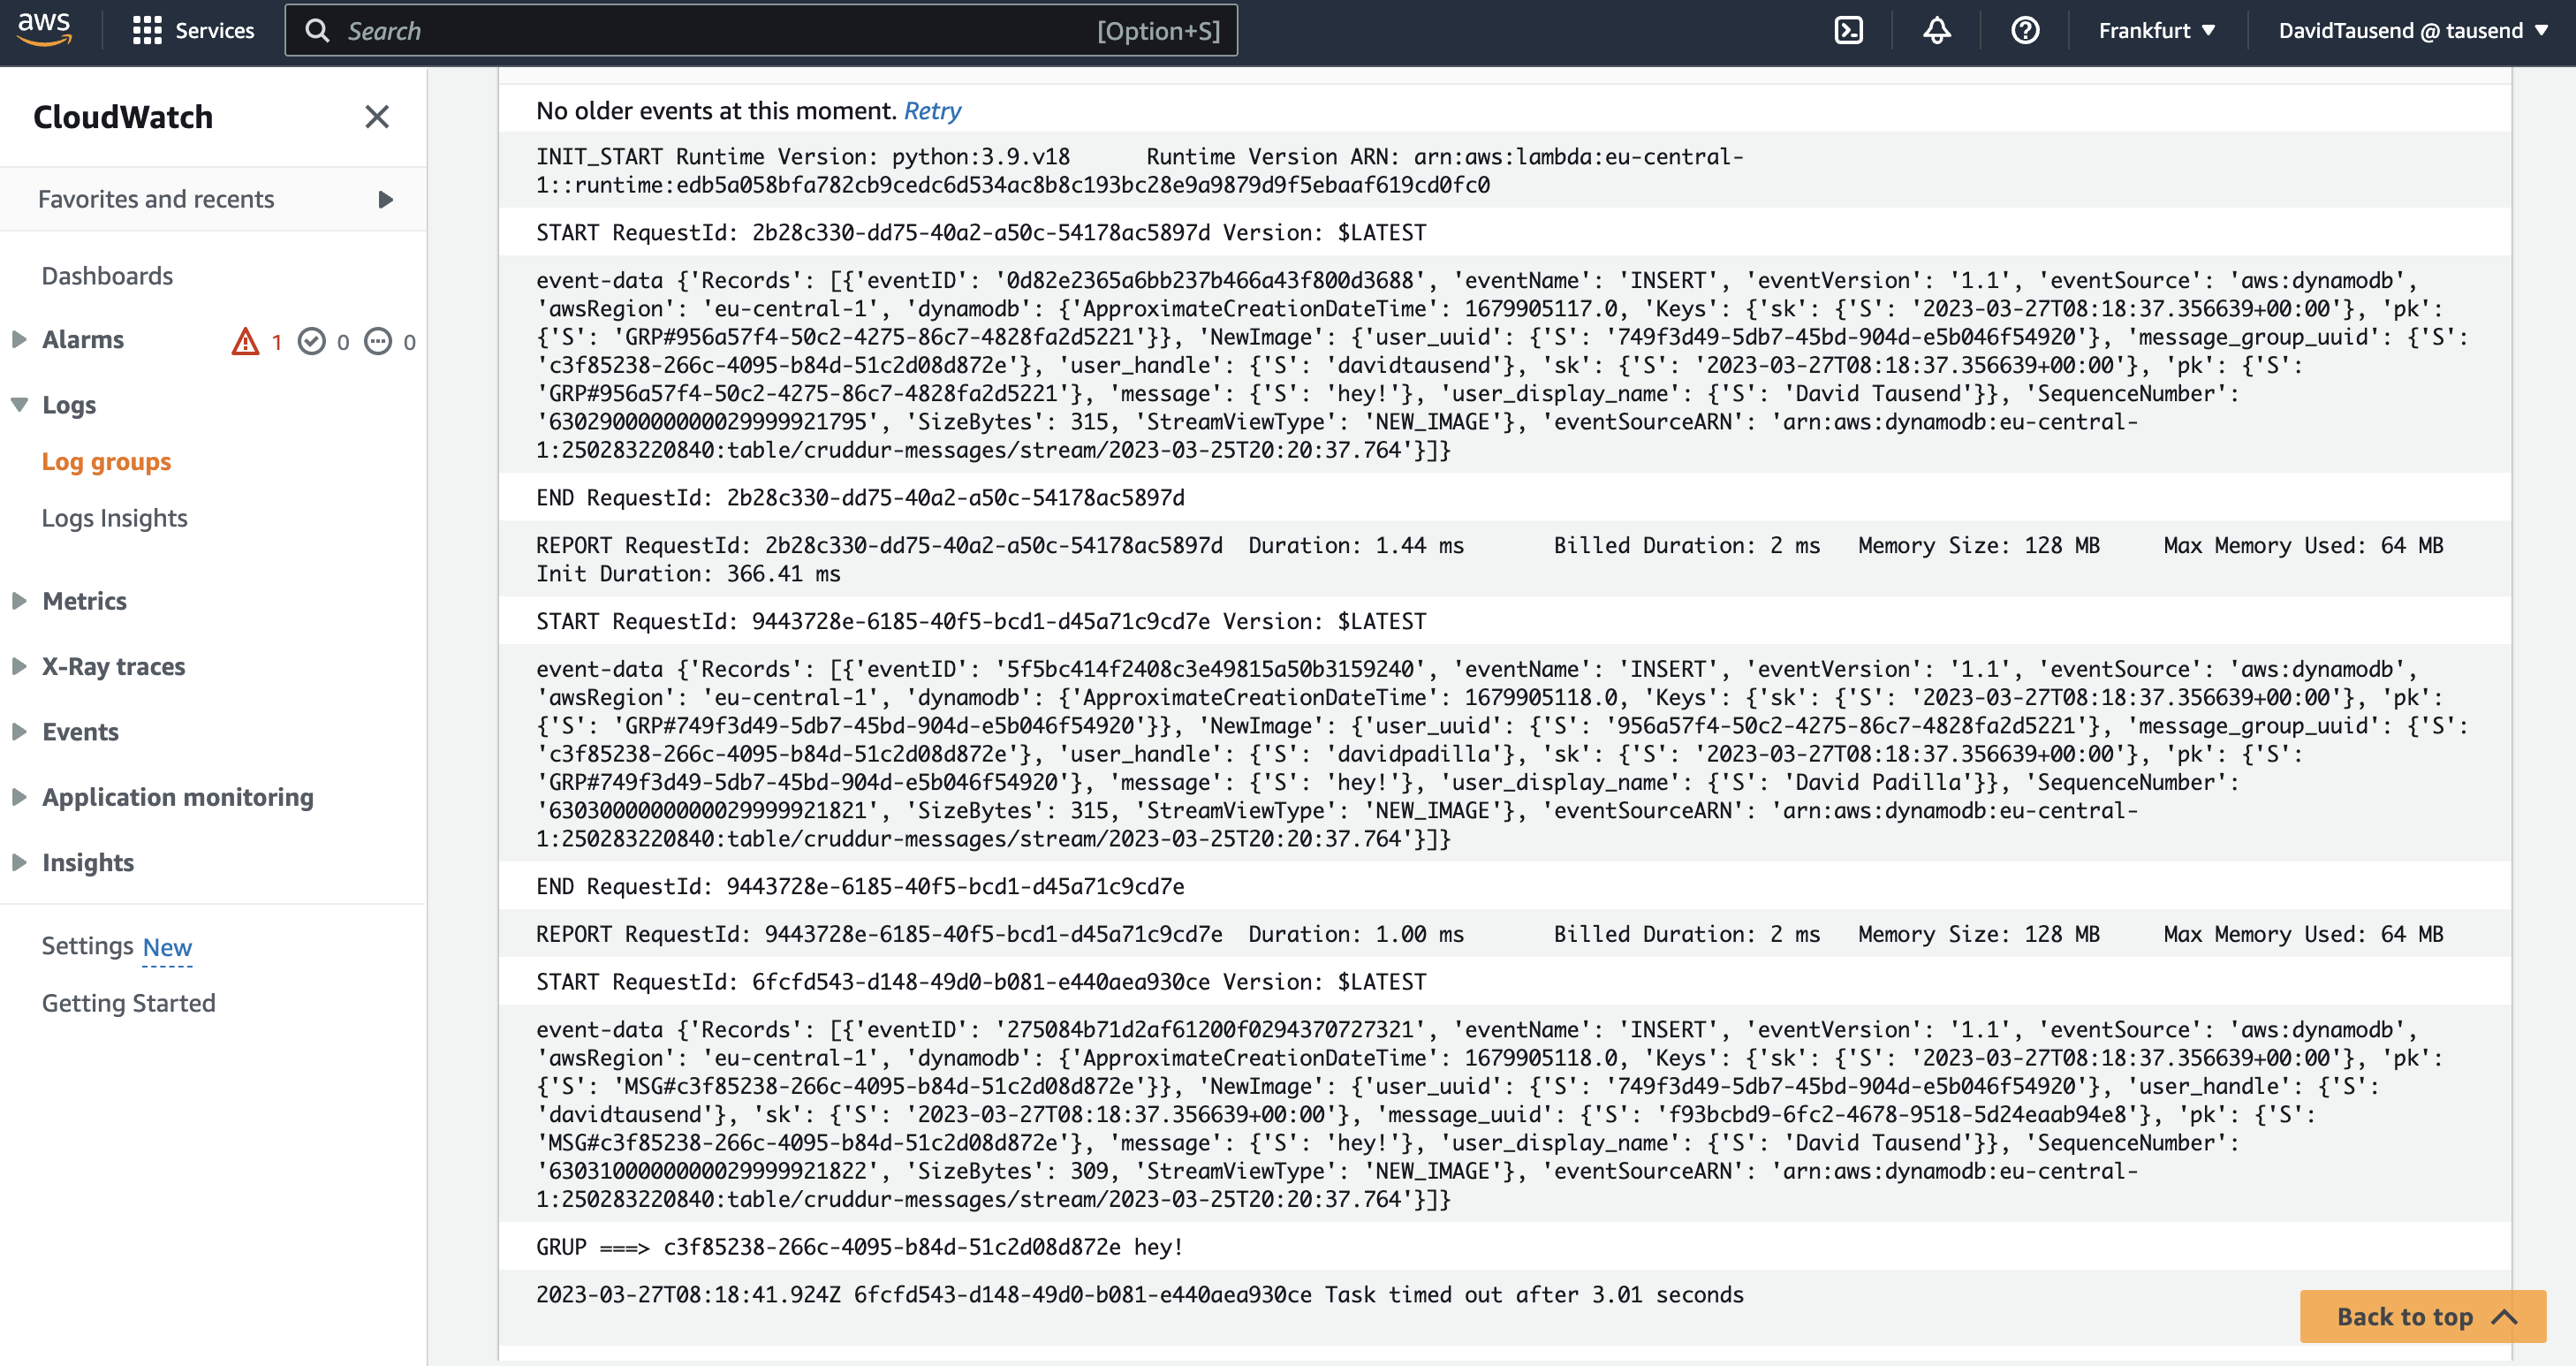 aws
Services
Search
[Option+S]
Frankfurt
DavidTausend @ tausend
CloudWatch
Favorites and recents
Dashboards
Alarms
1
0
0
Logs
Log groups
Logs Insights
Metrics
X-Ray traces
Events
Application monitoring
Insights
Settings New
Getting Started
No older events at this moment. Retry
INIT_START Runtime Version: python:3.9.v18 Runtime Version ARN: arn:aws:lambda:eu-central-
1::runtime:edb5a058bfa782cb9cedc6d534ac8b8c193bc28e9a9879d9f5ebaaf619cd0fc0
START RequestId: 2b28c330-dd75-40a2-a50c-54178ac5897d Version: $LATEST
event-data {'Records': [{'eventID': '0d82e2365a6bb237b466a43f800d3688', 'eventName': 'INSERT', 'eventVersion': '1.1', 'eventSource': 'aws:dynamodb',
'awsRegion': 'eu-central-1', 'dynamodb': {'ApproximateCreationDateTime': 1679905117.0, 'Keys': {'sk': {'S': '2023-03-27T08:18:37.356639+00:00'}, 'pk':
{'S': 'GRP#956a57f4-50c2-4275-86c7-4828fa2d5221'}}, 'NewImage': {'user_uuid': {'S': '749f3d49-5db7-45bd-904d-e5b046f54920'}, 'message_group_uuid': {'S':
'c3f85238-266c-4095-b84d-51c2d08d872e'}, 'user_handle': {'S': 'davidtausend'}, 'sk': {'S': '2023-03-27T08:18:37.356639+00:00'}, 'pk': {'S':
'GRP#956a57f4-50c2-4275-86c7-4828fa2d5221'}, 'message': {'S': 'hey!'}, 'user_display_name': {'S': 'David Tausend'}}, 'SequenceNumber':
'63029000000000029999921795', 'SizeBytes': 315, 'StreamViewType': 'NEW_IMAGE'}, 'eventSourceARN': 'arn:aws:dynamodb:eu-central-
1:250283220840:table/cruddur-messages/stream/2023-03-25T20:20:37.764'}]}
END RequestId: 2b28c330-dd75-40a2-a50c-54178ac5897d
REPORT RequestId: 2b28c330-dd75-40a2-a50c-54178ac5897d Duration: 1.44 ms Billed Duration: 2 ms Memory Size: 128 MB Max Memory Used: 64 MB
Init Duration: 366.41 ms
START RequestId: 9443728e-6185-40f5-bcd1-d45a71c9cd7e Version: $LATEST
event-data {'Records': [{'eventID': '5f5bc414f2408c3e49815a50b3159240', 'eventName': 'INSERT', 'eventVersion': '1.1', 'eventSource': 'aws:dynamodb',
'awsRegion': 'eu-central-1', 'dynamodb': {'ApproximateCreationDateTime': 1679905118.0, 'Keys': {'sk': {'S': '2023-03-27T08:18:37.356639+00:00'}, 'pk':
{'S': 'GRP#749f3d49-5db7-45bd-904d-e5b046f54920'}}, 'NewImage': {'user_uuid': {'S': '956a57f4-50c2-4275-86c7-4828fa2d5221'}, 'message_group_uuid': {'S':
'c3f85238-266c-4095-b84d-51c2d08d872e'}, 'user_handle': {'S': 'davidpadilla'}, 'sk': {'S': '2023-03-27T08:18:37.356639+00:00'}, 'pk': {'S':
'GRP#749f3d49-5db7-45bd-904d-e5b046f54920'}, 'message': {'S': 'hey!'}, 'user_display_name': {'S': 'David Padilla'}}, 'SequenceNumber':
'63030000000000029999921821', 'SizeBytes': 315, 'StreamViewType': 'NEW_IMAGE'}, 'eventSourceARN': 'arn:aws:dynamodb:eu-central-
1:250283220840:table/cruddur-messages/stream/2023-03-25T20:20:37.764'}]}
END RequestId: 9443728e-6185-40f5-bcd1-d45a71c9cd7e
REPORT RequestId: 9443728e-6185-40f5-bcd1-d45a71c9cd7e Duration: 1.00 ms Billed Duration: 2 ms Memory Size: 128 MB Max Memory Used: 64 MB
START RequestId: 6fcfd543-d148-49d0-b081-e440aea930ce Version: $LATEST
event-data {'Records': [{'eventID': '275084b71d2af61200f0294370727321', 'eventName': 'INSERT', 'eventVersion': '1.1', 'eventSource': 'aws:dynamodb',
'awsRegion': 'eu-central-1', 'dynamodb': {'ApproximateCreationDateTime': 1679905118.0, 'Keys': {'sk': {'S': '2023-03-27T08:18:37.356639+00:00'}, 'pk':
{'S': 'MSG#c3f85238-266c-4095-b84d-51c2d08d872e'}}, 'NewImage': {'user_uuid': {'S': '749f3d49-5db7-45bd-904d-e5b046f54920'}, 'user_handle': {'S':
'davidtausend'}, 'sk': {'S': '2023-03-27T08:18:37.356639+00:00'}, 'message_uuid': {'S': 'f93bcbd9-6fc2-4678-9518-5d24eaab94e8'}, 'pk': {'S':
'MSG#c3f85238-266c-4095-b84d-51c2d08d872e'}, 'message': {'S': 'hey!'}, 'user_display_name': {'S': 'David Tausend'}}, 'SequenceNumber':
'63031000000000029999921822', 'SizeBytes': 309, 'StreamViewType': 'NEW_IMAGE'}, 'eventSourceARN': 'arn:aws:dynamodb:eu-central-
1:250283220840:table/cruddur-messages/stream/2023-03-25T20:20:37.764'}]}
GRUP ===> c3f85238-266c-4095-b84d-51c2d08d872e hey!
2023-03-27T08:18:41.924Z 6fcfd543-d148-49d0-b081-e440aea930ce Task timed out after 3.01 seconds
Back to top